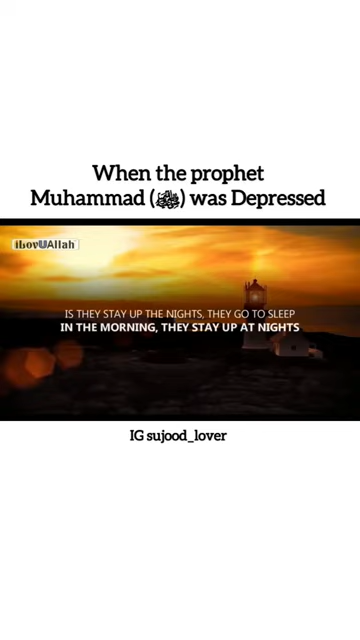 When the prophet
Muhammad (ﷺ) was Depressed
iLovUAllah
IS THEY STAY UP THE NIGHTS, THEY GO TO SLEEP
IN THE MORNING, THEY STAY UP AT NIGHTS
IG sujood_lover